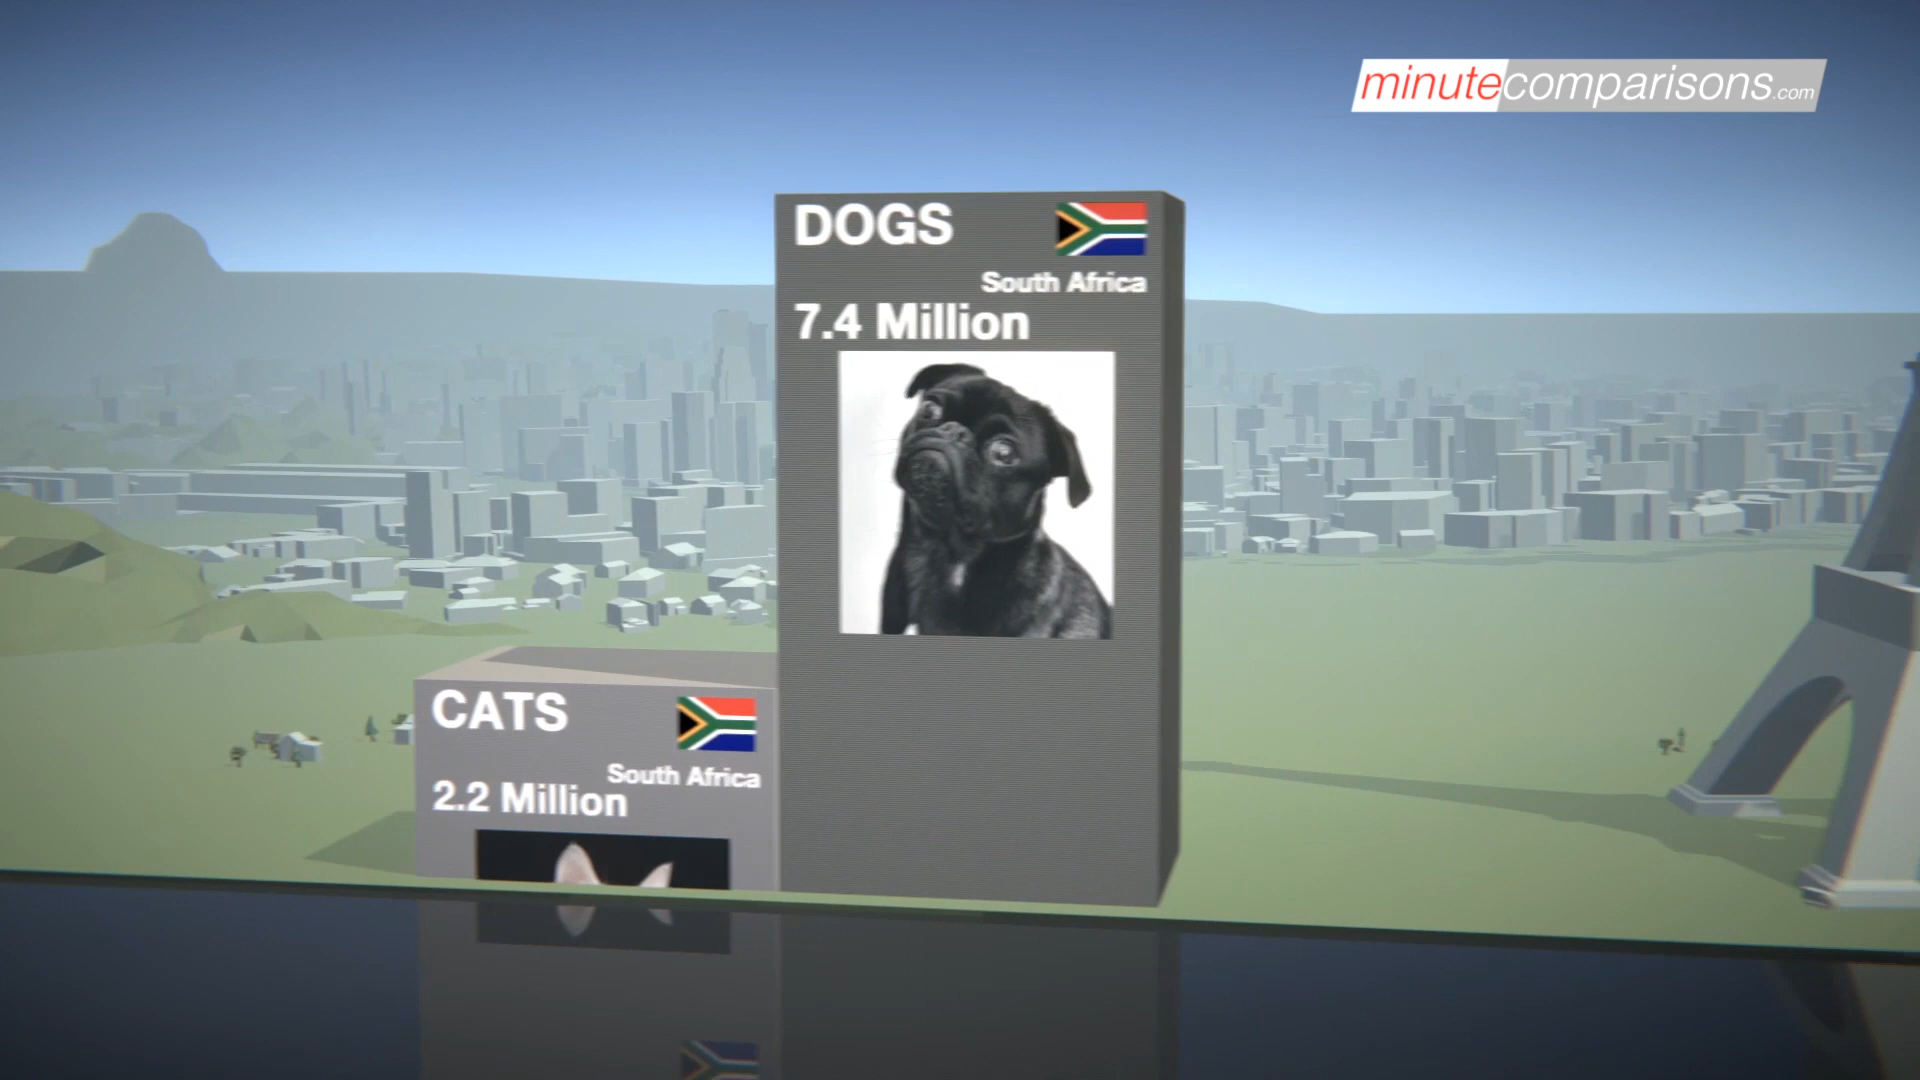 minutecomparisons.com
DOGS
South Africa
7.4 Million
CATS
South Africa
2.2 Million